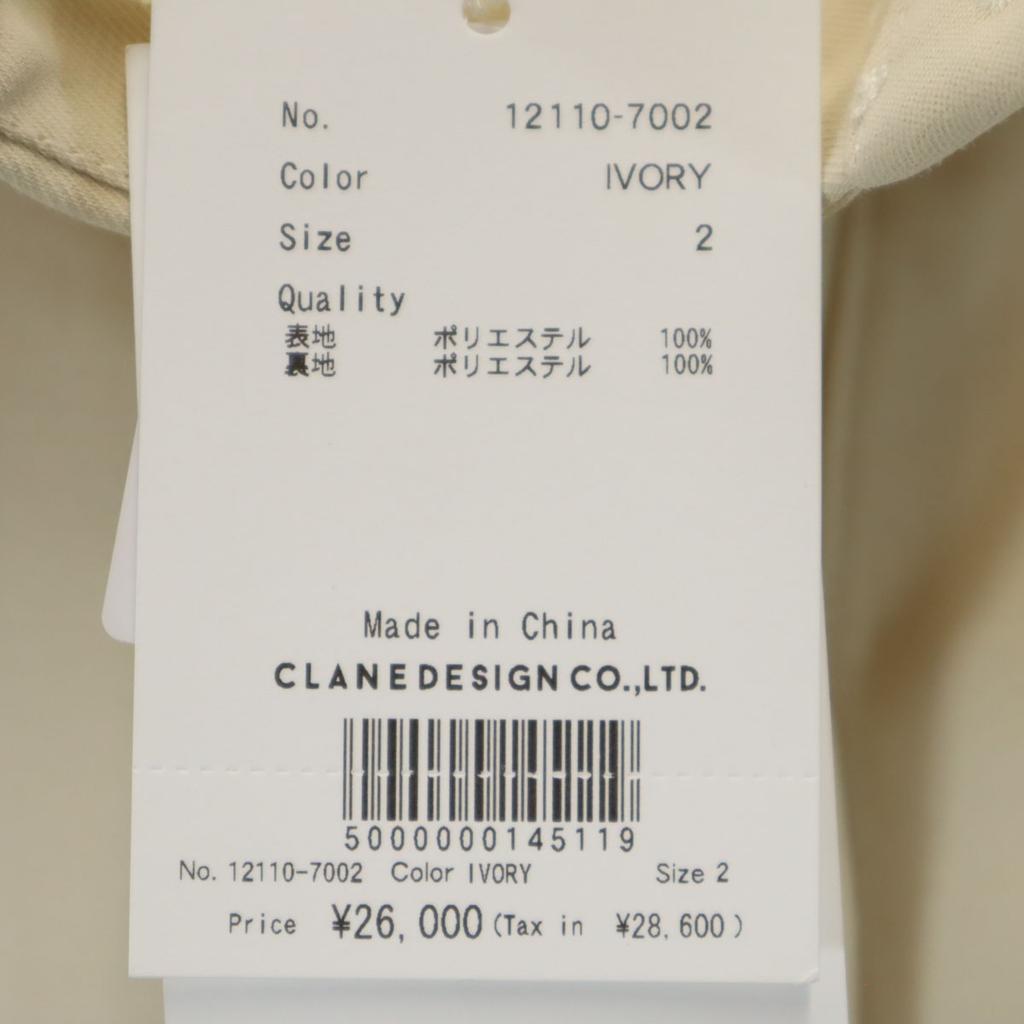 No. 12110-7002
Color IVORY
Size 2
Quality
表地 ポリエステル 100%
裏地 ポリエステル 100%
Made in China
CLANE DESIGN CO.,LTD.
5000000145119
No. 12110-7002 Color IVORY Size 2
Price ¥26,000 (Tax in ¥28,600)